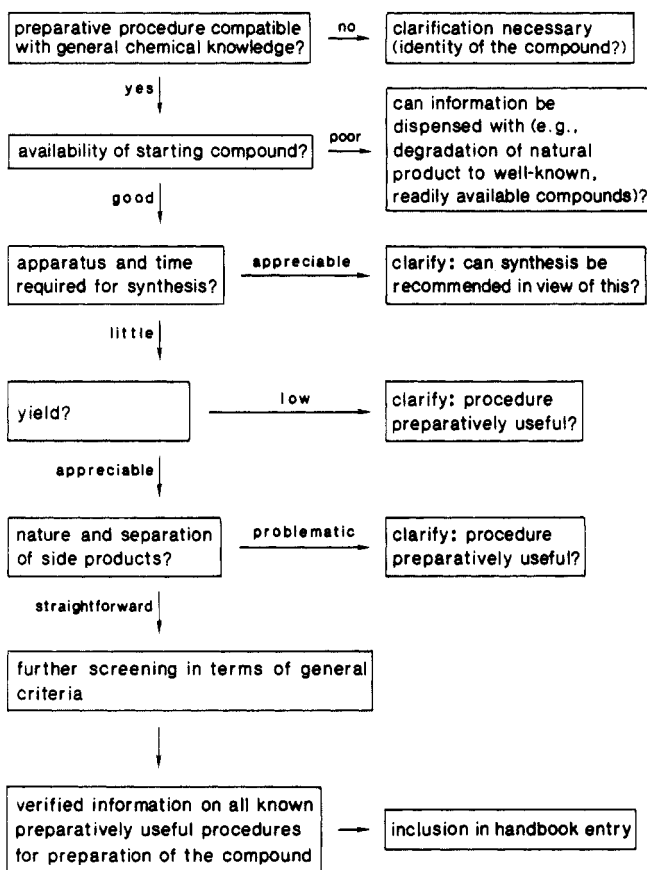 preparative procedure compatible
with general chemical knowledge?
no
clarification necessary
(identity of the compound?)
yes
availability of starting compound?
poor
can information be
dispensed with (e.g.,
degradation of natural
product to well-known,
readily available compounds)?
good
apparatus and time
required for synthesis?
appreciable
clarify: can synthesis be
recommended in view of this?
little
yield?
low
clarify: procedure
preparatively useful?
appreciable
nature and separation
of side products?
problematic
clarify: procedure
preparatively useful?
straightforward
further screening in terms of general
criteria
verified information on all known
preparatively useful procedures
for preparation of the compound
inclusion in handbook entry